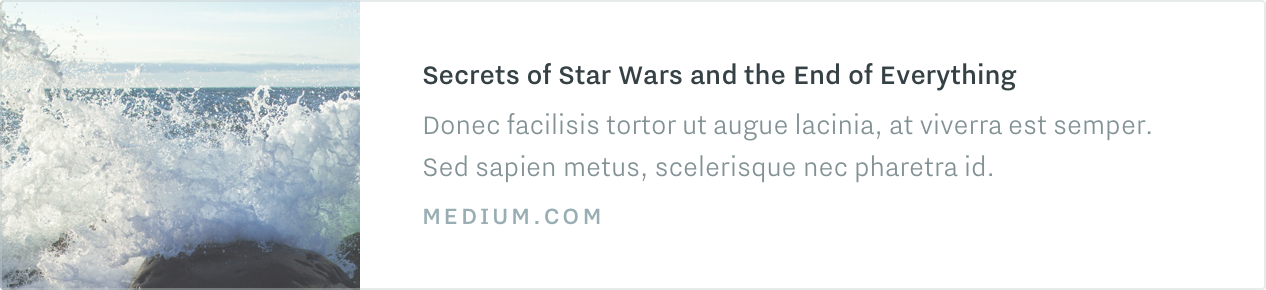 Secrets of Star Wars and the End of Everything
Donec facilisis tortor ut augue lacinia, at viverra est semper.
Sed sapien metus, scelerisque nec pharetra id.
MEDIUM.COM